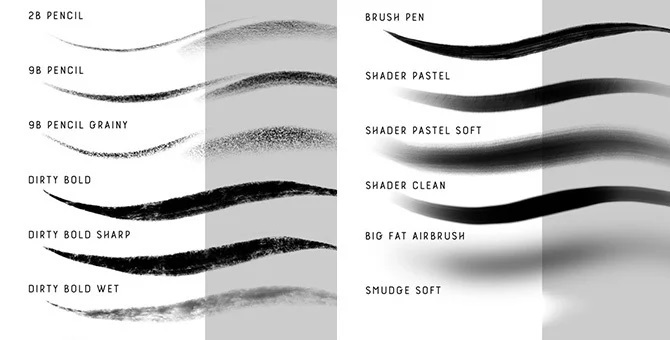 2B PENCIL
9B PENCIL
9B PENCIL GRAINY
DIRTY BOLD
DIRTY BOLD SHARP
DIRTY BOLD WET
BRUSH PEN
SHADER PASTEL
SHADER PASTEL SOFT
SHADER CLEAN
BIG FAT AIRBRUSH
SMUDGE SOFT